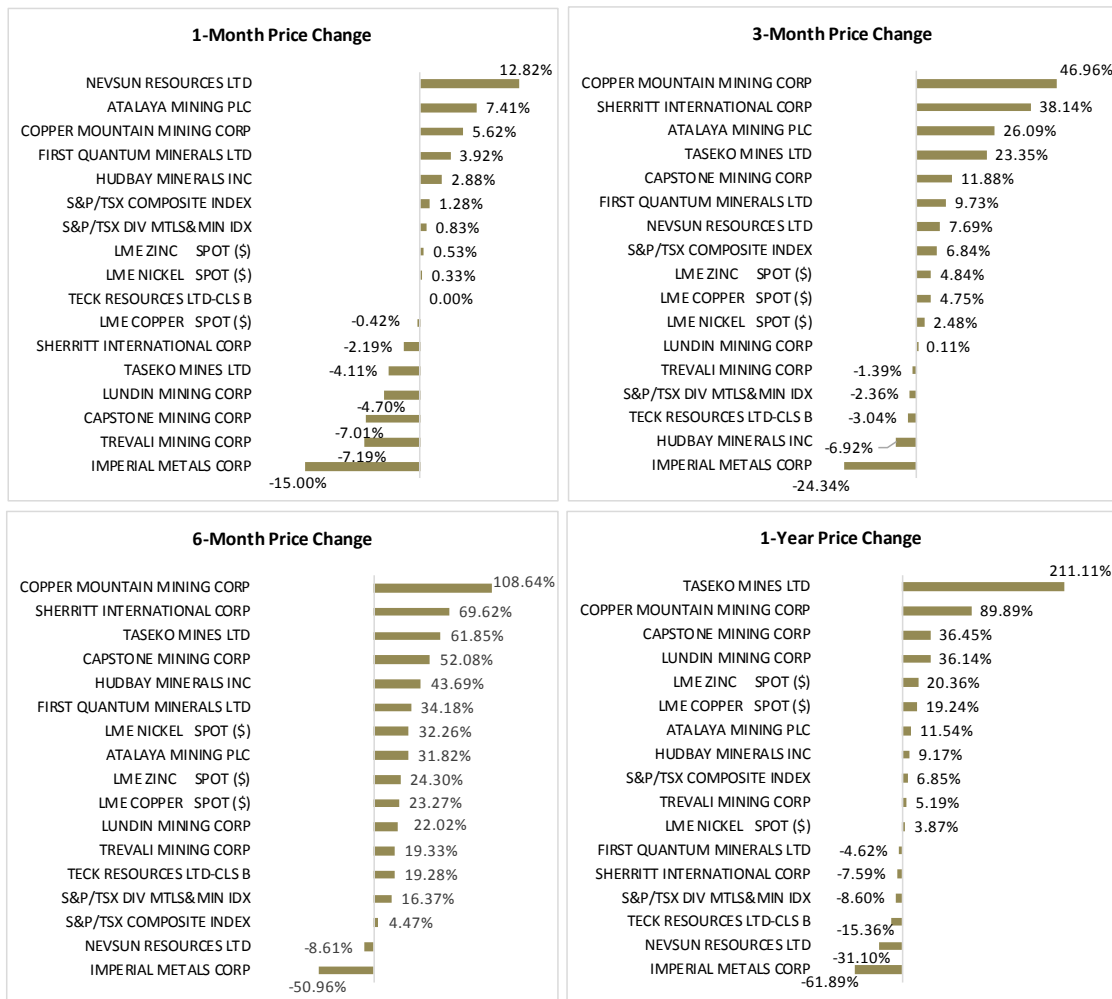 1-Month Price Change
NEVSUN RESOURCES LTD 12.82%
ATALAYA MINING PLC 7.41%
COPPER MOUNTAIN MINING CORP 5.62%
FIRST QUANTUM MINERALS LTD 3.92%
HUDBAY MINERALS INC 2.88%
S&P/TSX COMPOSITE INDEX 1.28%
S&P/TSX DIV MTLS&MIN IDX 0.83%
LME ZINC SPOT ($) 0.53%
LME NICKEL SPOT ($) 0.33%
TECK RESOURCES LTD-CLS B 0.00%
LME COPPER SPOT ($) -0.42%
SHERRITT INTERNATIONAL CORP -2.19%
TASEKO MINES LTD -4.11%
LUNDIN MINING CORP -4.70%
CAPSTONE MINING CORP -7.01%
TREVALI MINING CORP -7.19%
IMPERIAL METALS CORP -15.00%
3-Month Price Change
COPPER MOUNTAIN MINING CORP 46.96%
SHERRITT INTERNATIONAL CORP 38.14%
ATALAYA MINING PLC 26.09%
TASEKO MINES LTD 23.35%
CAPSTONE MINING CORP 11.88%
FIRST QUANTUM MINERALS LTD 9.73%
NEVSUN RESOURCES LTD 7.69%
S&P/TSX COMPOSITE INDEX 6.84%
LME ZINC SPOT ($) 4.84%
LME COPPER SPOT ($) 4.75%
LME NICKEL SPOT ($) 2.48%
LUNDIN MINING CORP 0.11%
TREVALI MINING CORP -1.39%
S&P/TSX DIV MTLS&MIN IDX -2.36%
TECK RESOURCES LTD-CLS B -3.04%
HUDBAY MINERALS INC -6.92%
IMPERIAL METALS CORP -24.34%
6-Month Price Change
COPPER MOUNTAIN MINING CORP 108.64%
SHERRITT INTERNATIONAL CORP 69.62%
TASEKO MINES LTD 61.85%
CAPSTONE MINING CORP 52.08%
HUDBAY MINERALS INC 43.69%
FIRST QUANTUM MINERALS LTD 34.18%
LME NICKEL SPOT ($) 32.26%
ATALAYA MINING PLC 31.82%
LME ZINC SPOT ($) 24.30%
LME COPPER SPOT ($) 23.27%
LUNDIN MINING CORP 22.02%
TREVALI MINING CORP 19.33%
TECK RESOURCES LTD-CLS B 19.28%
S&P/TSX DIV MTLS&MIN IDX 16.37%
S&P/TSX COMPOSITE INDEX 4.47%
NEVSUN RESOURCES LTD -8.61%
IMPERIAL METALS CORP -50.96%
1-Year Price Change
TASEKO MINES LTD 211.11%
COPPER MOUNTAIN MINING CORP 89.89%
CAPSTONE MINING CORP 36.45%
LUNDIN MINING CORP 36.14%
LME ZINC SPOT ($) 20.36%
LME COPPER SPOT ($) 19.24%
ATALAYA MINING PLC 11.54%
HUDBAY MINERALS INC 9.17%
S&P/TSX COMPOSITE INDEX 6.85%
TREVALI MINING CORP 5.19%
LME NICKEL SPOT ($) 3.87%
FIRST QUANTUM MINERALS LTD -4.62%
SHERRITT INTERNATIONAL CORP -7.59%
S&P/TSX DIV MTLS&MIN IDX -8.60%
TECK RESOURCES LTD-CLS B -15.36%
NEVSUN RESOURCES LTD -31.10%
IMPERIAL METALS CORP -61.89%